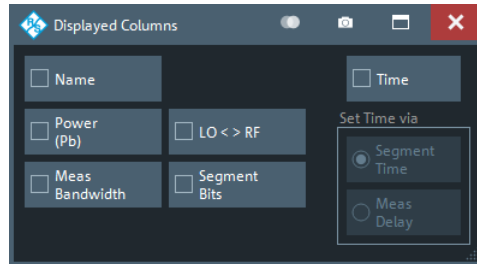 R&S Displayed Columns
Name
Time
Power
(Pb)
LO < > RF
Set Time via
Segment
Time
Meas
Bandwidth
Segment
Bits
Meas
Delay